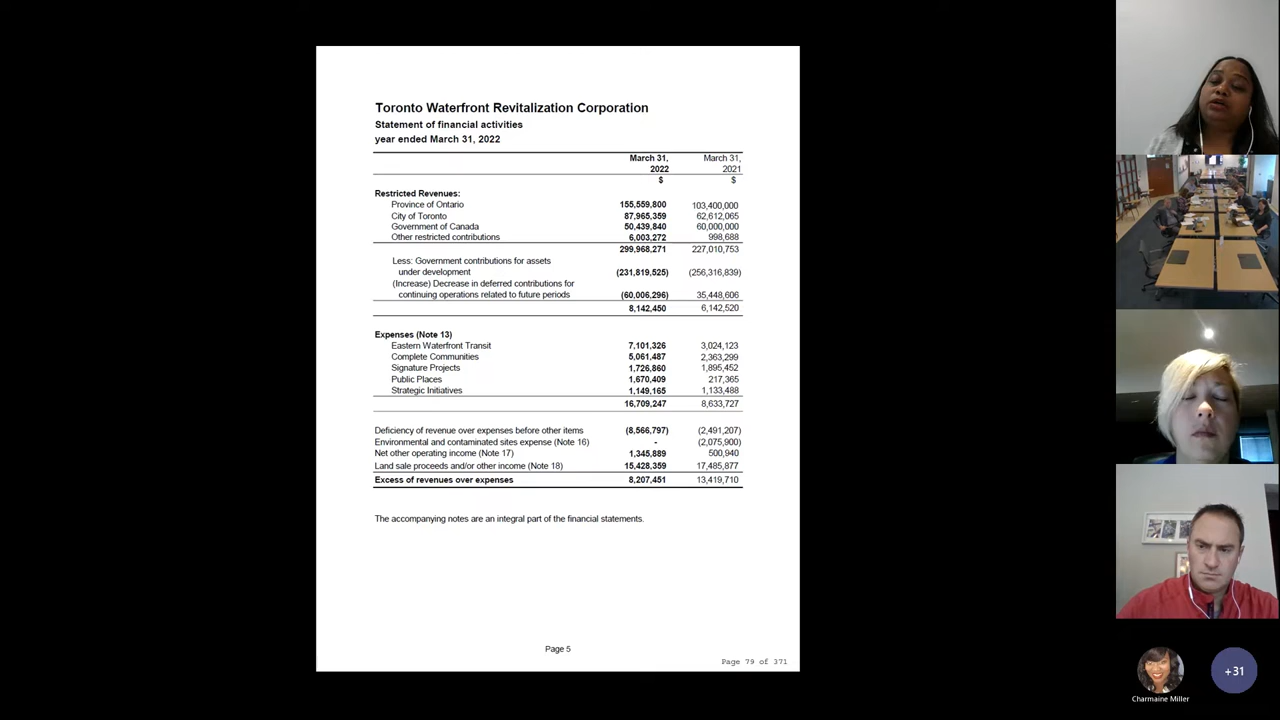 Toronto Waterfront Revitalization Corporation
Statement of financial activities
year ended March 31, 2022
March 31, March 31,
2022 2021
$ $
Restricted Revenues:
Province of Ontario 155,559,800 103,400,000
City of Toronto 87,965,359 62,612,065
Government of Canada 50,439,840 60,000,000
Other restricted contributions 6,003,272 998,688
299,968,271 227,010,753
Less: Government contributions for assets
under development (231,819,525) (256,316,839)
(Increase) Decrease in deferred contributions for
continuing operations related to future periods (60,006,296) 35,448,606
8,142,450 6,142,520
Expenses (Note 13)
Eastern Waterfront Transit 7,101,326 3,024,123
Complete Communities 5,061,487 2,363,299
Signature Projects 1,726,860 1,895,452
Public Places 1,670,409 217,365
Strategic Initiatives 1,149,165 1,133,488
16,709,247 8,633,727
Deficiency of revenue over expenses before other items (8,566,797) (2,491,207)
Environmental and contaminated sites expense (Note 16) - (2,075,900)
Net other operating income (Note 17) 1,345,889 500,940
Land sale proceeds and/or other income (Note 18) 15,428,359 17,485,877
Excess of revenues over expenses 8,207,451 13,419,710
The accompanying notes are an integral part of the financial statements.
Page 5
Page 79 of 371
+31
Charmaine Miller